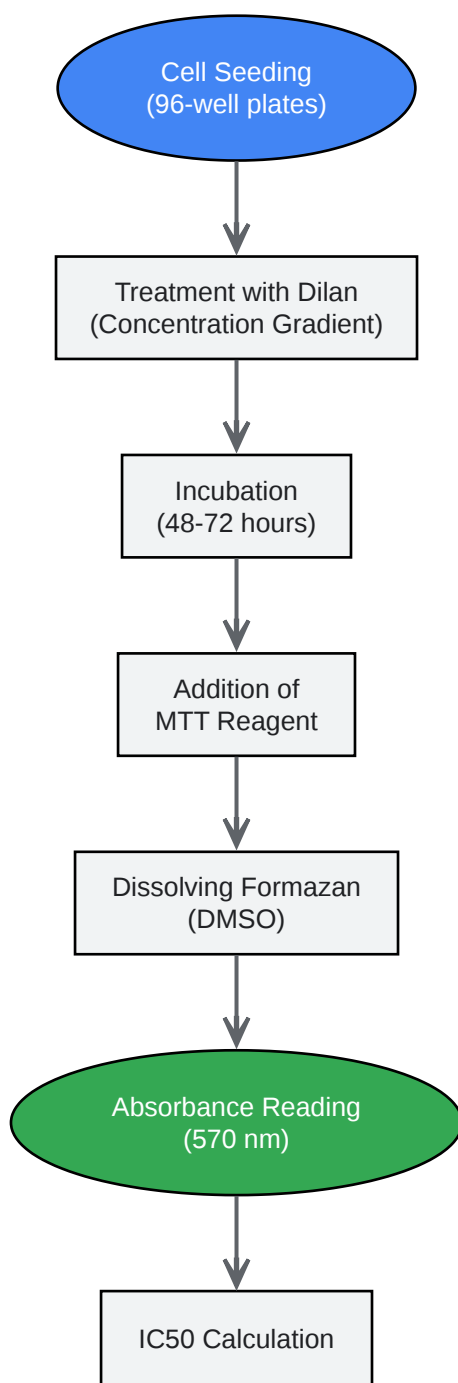 Cell Seeding
(96-well plates)
Treatment with Dilan
(Concentration Gradient)
Incubation
(48-72 hours)
Addition of
MTT Reagent
Dissolving Formazan
(DMSO)
Absorbance Reading
(570 nm)
IC50 Calculation